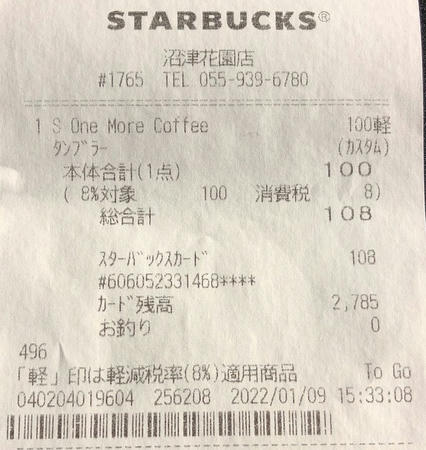 STARBUCKS®
沼津花園店
#1765 TEL 055-939-6780
1 S One More Coffee 100軽
ﾀﾝﾌﾞﾗｰ (ｶｽﾀﾑ)
本体合計(1点) 100
( 8%対象 100 消費税 8)
総合計 108
ｽﾀｰﾊﾞｯｸｽｶｰﾄﾞ 108
#606052331468****
ｶｰﾄﾞ残高 2,785
お釣り 0
496
「軽」印は軽減税率(8%)適用商品 To Go
040204019604 256208 2022/01/09 15:33:08